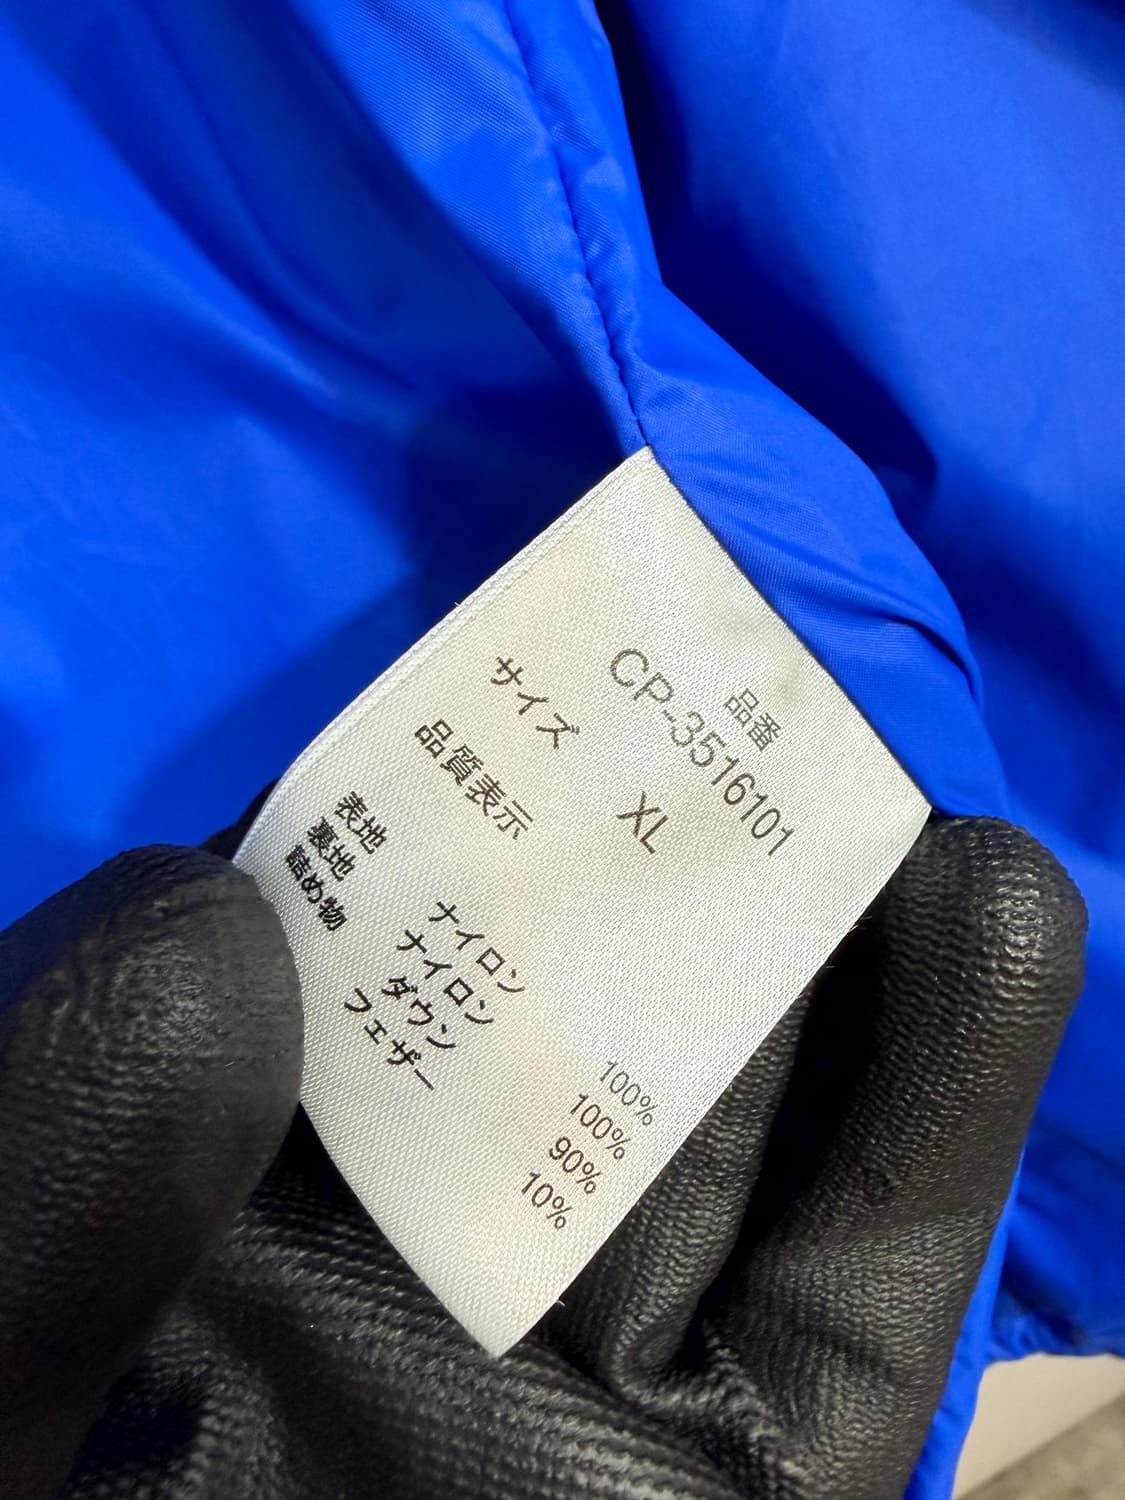 品番
CP-3516101
サイズ XL
品質表示
表地 ナイロン 100%
裏地 ナイロン 100%
詰め物 ダウン 90%
フェザー 10%